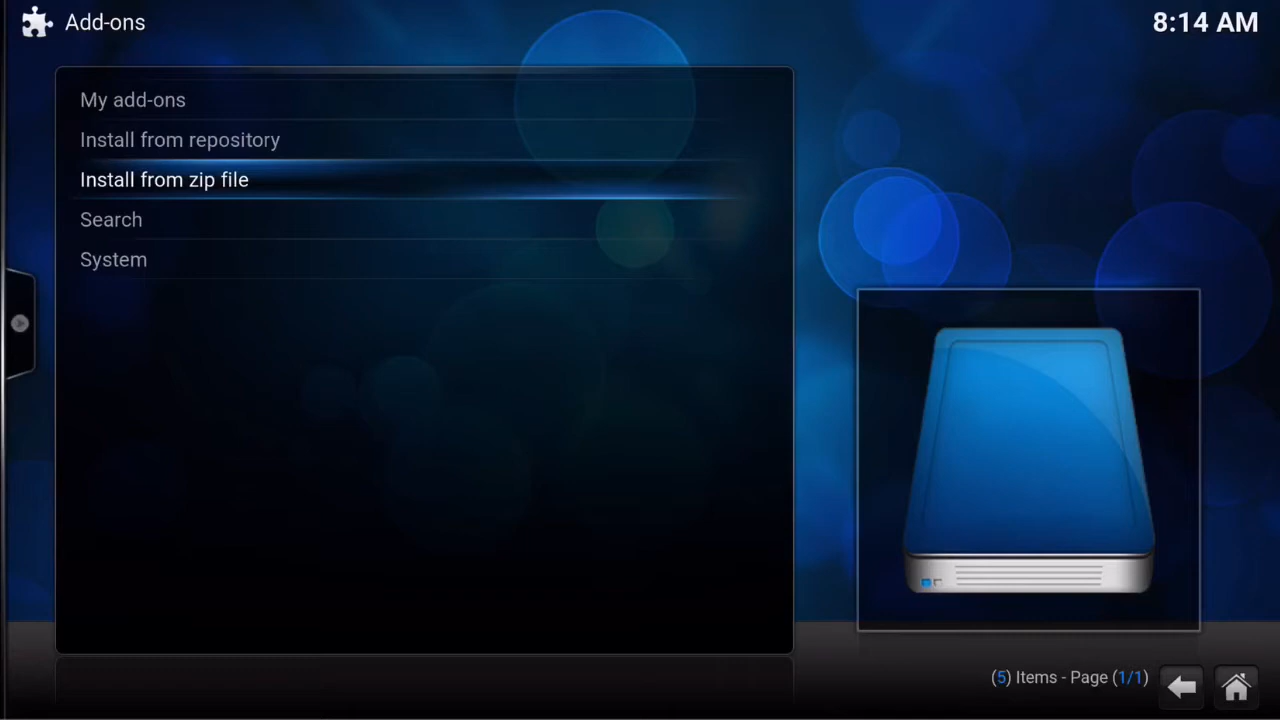 Add-ons
8:14 AM
My add-ons
Install from repository
Install from zip file
Search
System
(5) Items - Page (1/1)